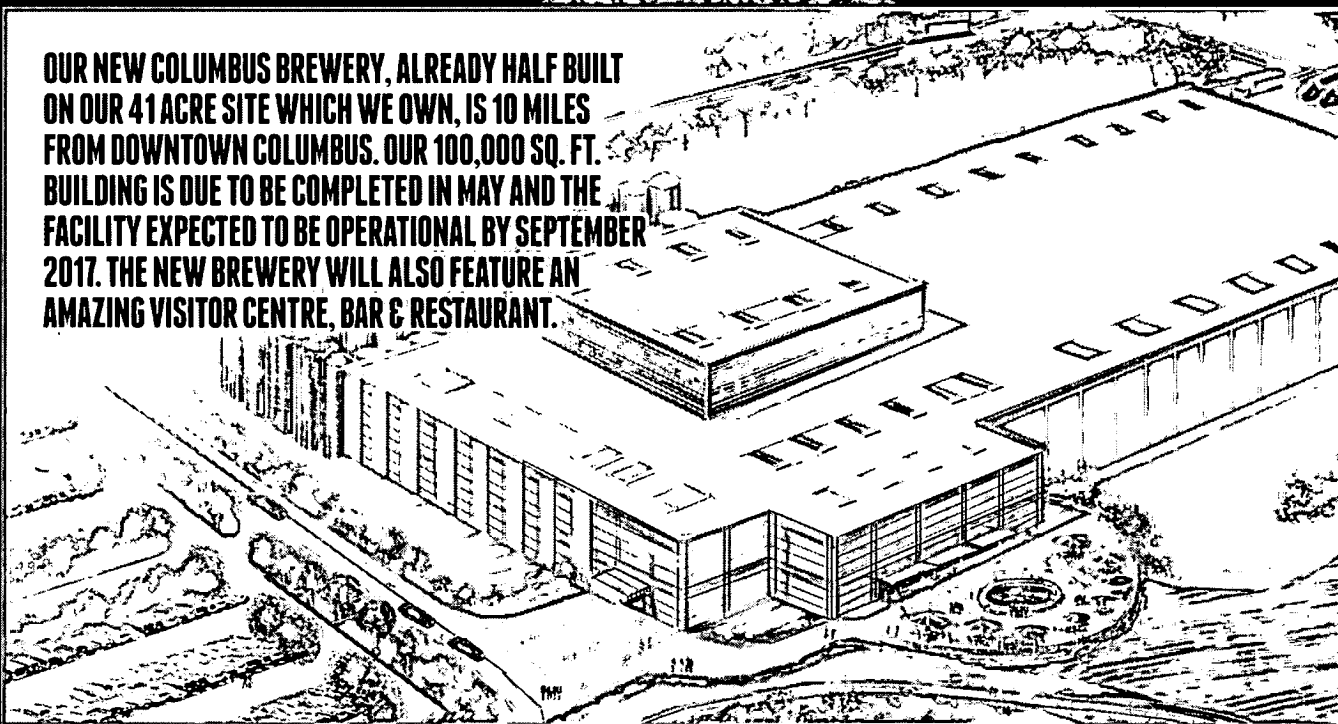 OUR NEW COLUMBUS BREWERY, ALREADY HALF BUILT
ON OUR 41 ACRE SITE WHICH WE OWN, IS 10 MILES
FROM DOWNTOWN COLUMBUS. OUR 100,000 SQ. FT.
BUILDING IS DUE TO BE COMPLETED IN MAY AND THE
FACILITY EXPECTED TO BE OPERATIONAL BY SEPTEMBER
2017. THE NEW BREWERY WILL ALSO FEATURE AN
AMAZING VISITOR CENTRE, BAR & RESTAURANT.